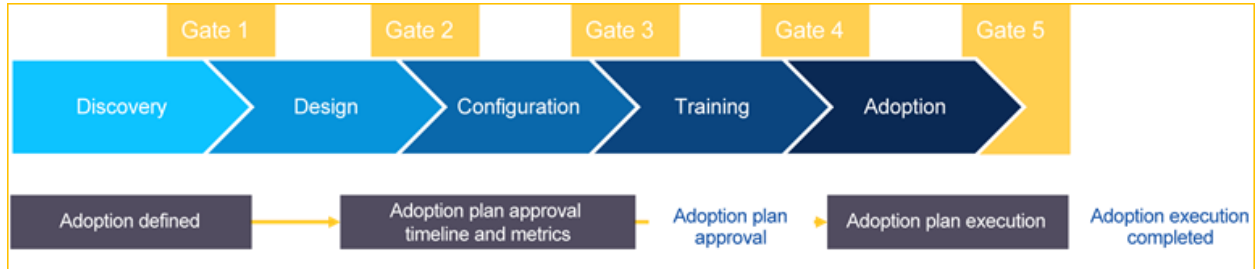 Gate 1
Gate 2
Gate 3
Gate 4
Gate 5
Discovery
Design
Configuration
Training
Adoption
Adoption defined
Adoption plan approval
timeline and metrics
Adoption plan
approval
Adoption plan execution
Adoption execution
completed